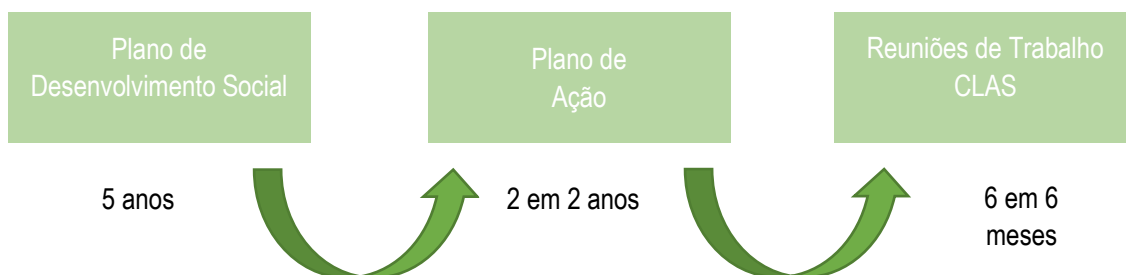 Plano de
Desenvolvimento Social
Plano de
Ação
Reuniões de Trabalho
CLAS
5 anos
2 em 2 anos
6 em 6
meses